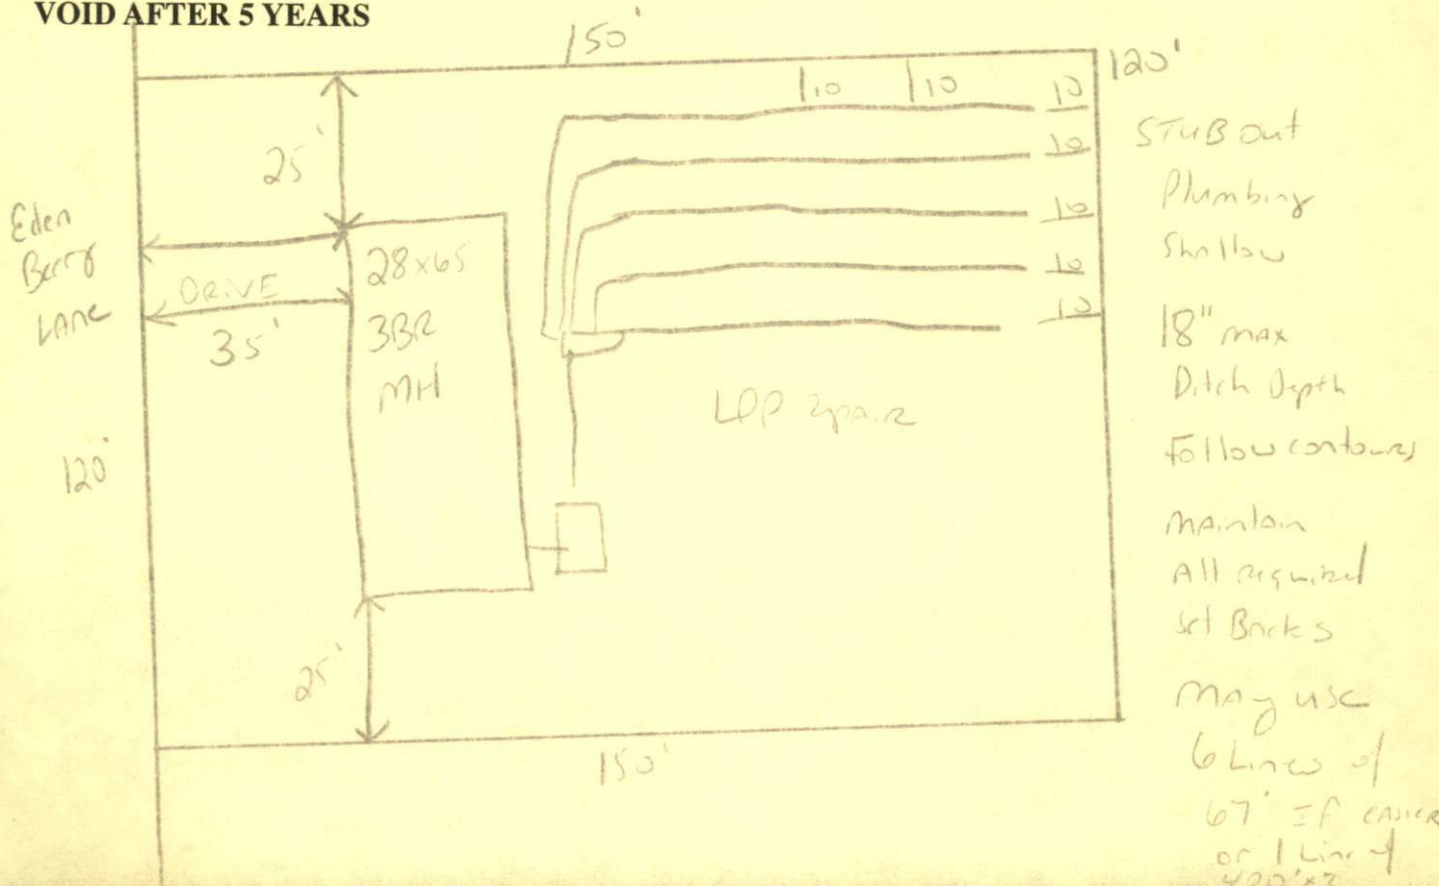 VOID AFTER 5 YEARS
150'
120'
10
10
10
10
10
10
10
25'
Eden
Berry
LANE
DRIVE
35'
28x65
3BR
MH
120'
25'
150'
STUB out
Plumbing
Shallow
18" MAX
Ditch Depth
Follow contours
Maintain
All required
Set Backs
May use
6 Lines of
67' IF easier
or 1 Line of